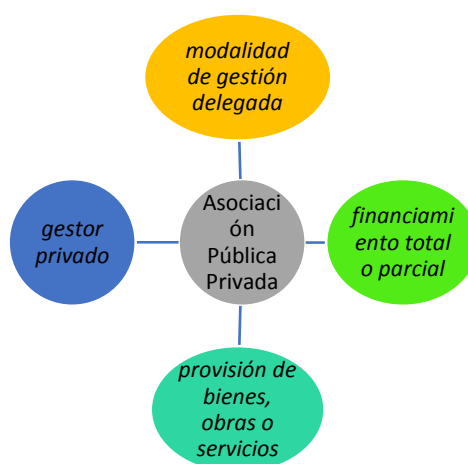 modalidad
de gestión
delegada
gestor
privado
Asociaci
ón
Pública
Privada
financiami
ento total
o parcial
provisión de
bienes,
obras o
servicios